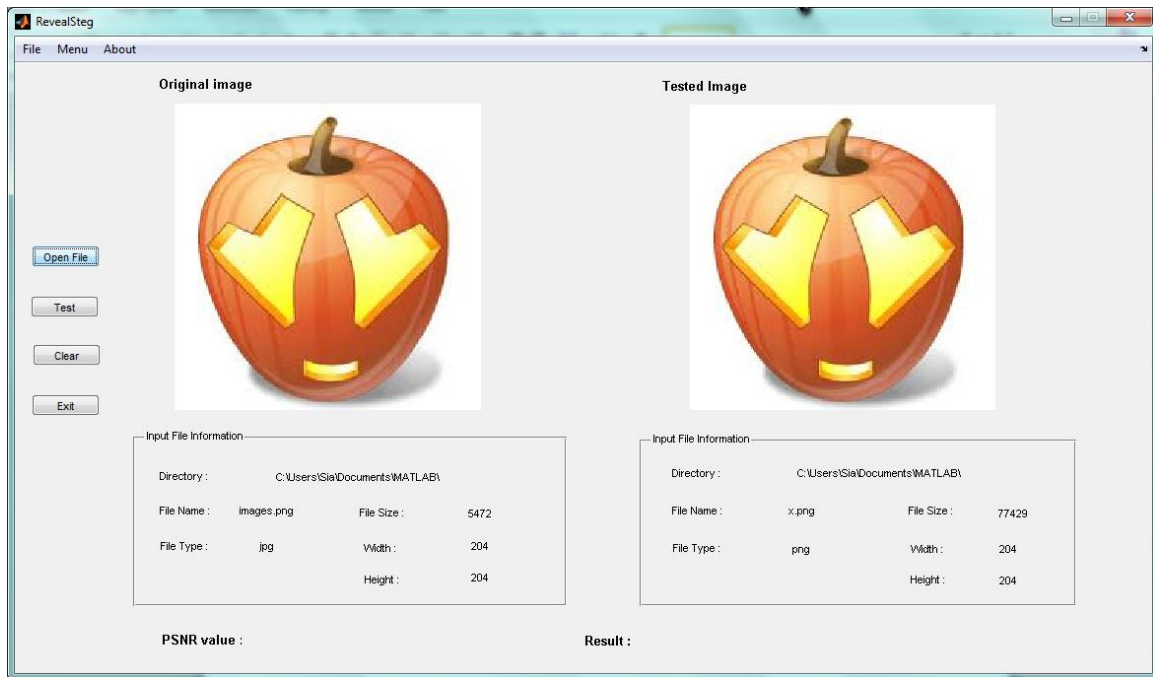 RevealSteg
File Menu About
Original image
Tested Image
Open File
Test
Clear
Exit
Input File Information
Directory : C:\Users\Sia\Documents\MATLAB\
File Name : images.png File Size : 5472
File Type : jpg Width : 204
Height : 204
Input File Information
Directory : C:\Users\Sia\Documents\MATLAB\
File Name : x.png File Size : 77429
File Type : png Width : 204
Height : 204
PSNR value :
Result :